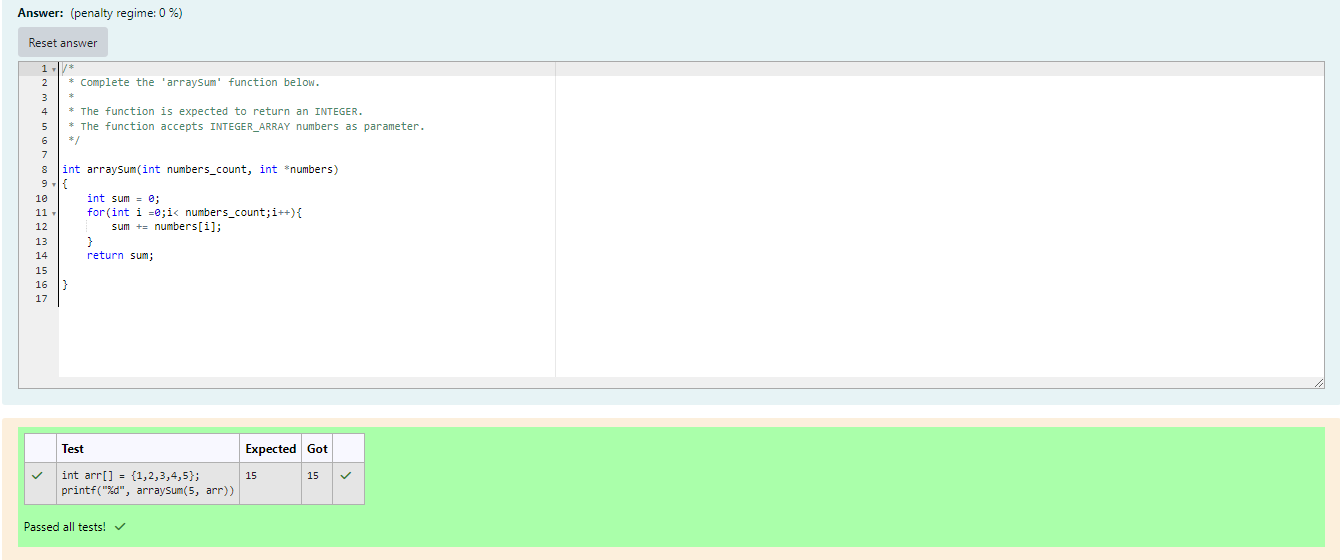 Answer: (penalty regime: 0 %)
Reset answer
1 /*
2  * Complete the 'arraySum' function below.
3  *
4  * The function is expected to return an INTEGER.
5  * The function accepts INTEGER_ARRAY numbers as parameter.
6  */
7
8 int arraySum(int numbers_count, int *numbers)
9 {
10     int sum = 0;
11     for(int i =0;i< numbers_count;i++){
12         sum += numbers[i];
13     }
14     return sum;
15
16 }
17
Test Expected Got
int arr[] = {1,2,3,4,5}; 15 15
printf("%d", arraySum(5, arr))
Passed all tests!